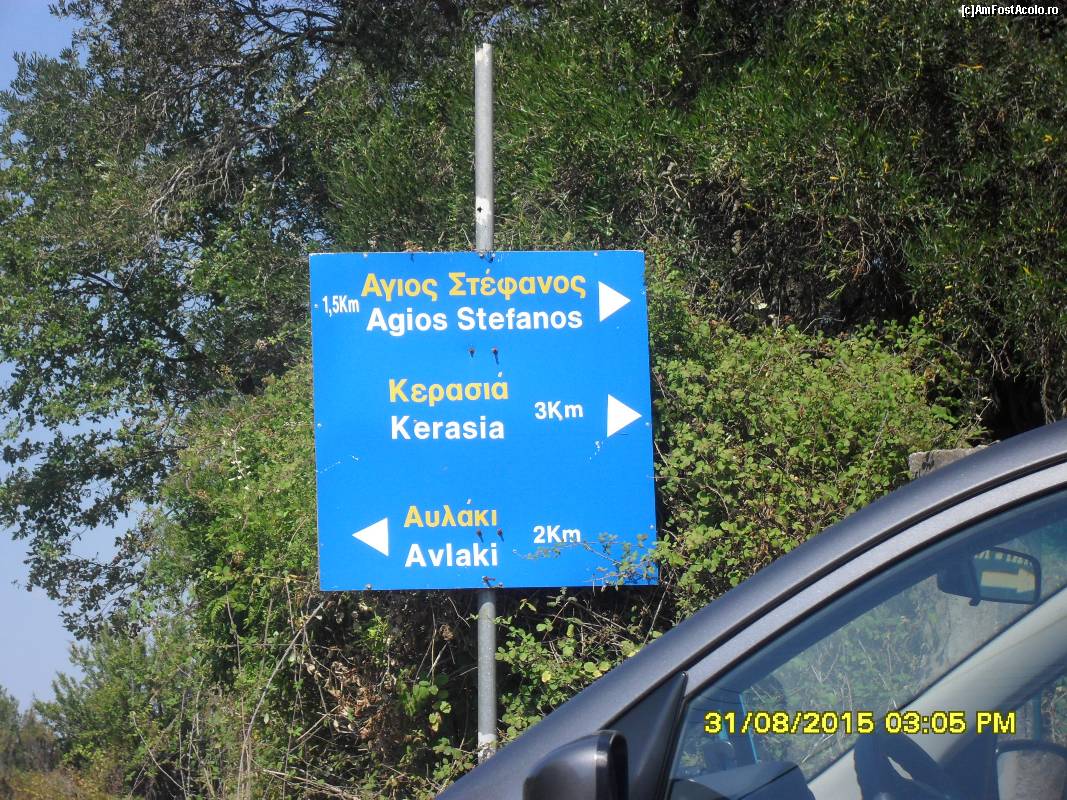 (c)AmFostAcolo.ro
Αγιος Στέφανος
1,5Km
Agios Stefanos
Κερασιά
3Km
Kerasia
Αυλάκι
2Km
Avlaki
31/08/2015 03:05 PM